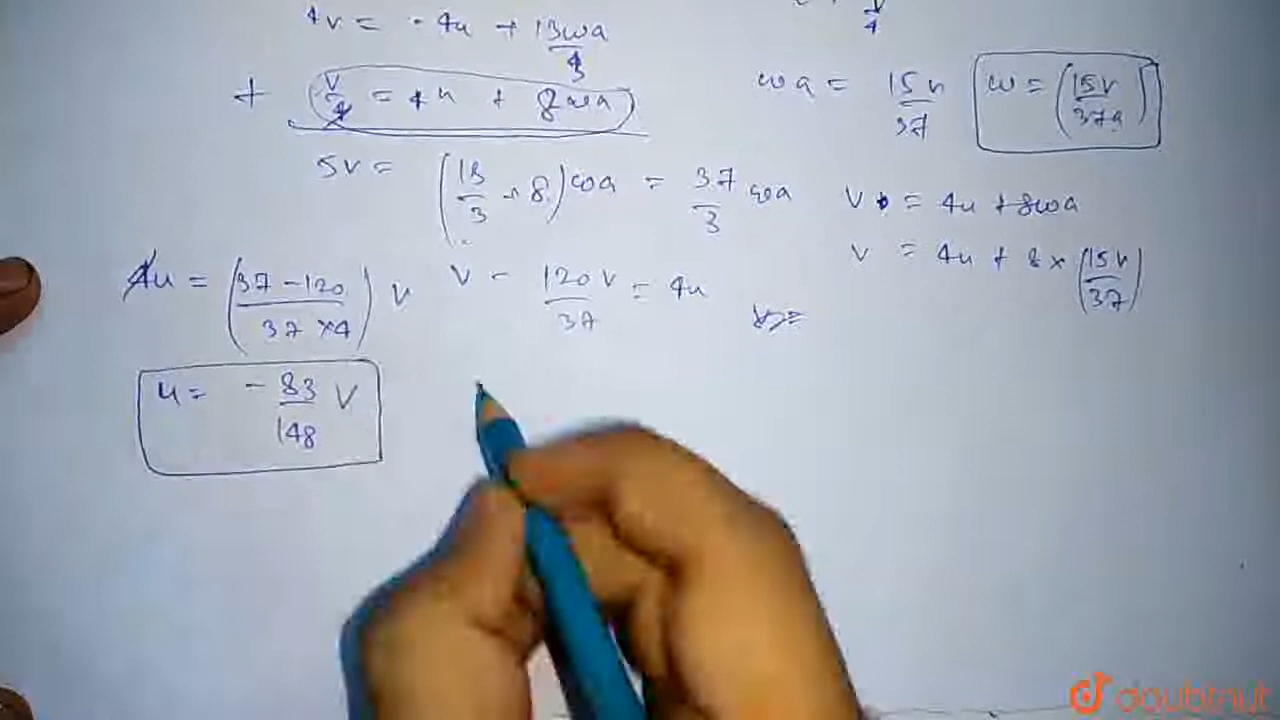 4v = -4u + 13ωa/3
+ v = 4u + 8ωa
5v = (13/3 + 8) ωa = 37/3 ωa
ωa = 15v/37
ω = (15v/37a)
v = 4u + 8ωa
v = 4u + 8 × (15v/37)
v - 120v/37 = 4u
4u = (37-120/37×4) v
u = -83/148 v
doubtnut